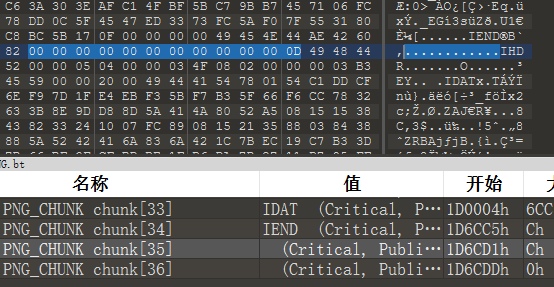 C6 3A 30 3E AF C1 4F BF 5B C7 9B B7 45 71 06 FC Æ:0>¯ÁO¿[Ç›·Eq.ü
78 DD 0C 5F 45 47 ED 33 73 FC 5A F0 7F 55 31 80 xÝ._EGí3süZð.U1€
C8 BC 5B 17 0F 00 00 00 00 49 45 4E 44 AE 42 60 È¼[......IEND®B`
82 00 00 00 00 00 00 00 00 00 00 00 0D 49 48 44 ‚............IHD
52 00 00 05 04 00 00 03 4F 08 02 00 00 00 03 B3 R.......O......³
45 59 00 00 20 00 49 44 41 54 78 01 54 C1 DD CF EY.. .IDATx.TÁÝÏ
6E F9 7D 1F E4 EB F3 5B F7 B3 5F 66 F6 CC 78 32 nù}.äëó[÷³_föÌx2
63 3B 8E 9D D8 8D 5A 41 4A 80 52 A5 08 15 15 38 c;Ž.Ø.ZAJ€R¥...8
43 82 33 24 10 07 FC 89 08 15 21 35 88 03 84 38 C‚3$..ü‰..!5ˆ.„8
88 5A 52 42 41 6A 83 6A 42 1C 7B EC 19 C7 B3 3D ˆZRBAjƒjB.{ì.Ç³=
G.bt
名称 值 开始
PNG_CHUNK chunk[33] IDAT (Critical, P… 1D0004h 6CC
PNG_CHUNK chunk[34] IEND (Critical, P… 1D6CC5h Ch
PNG_CHUNK chunk[35] (Critical, Publi… 1D6CD1h Ch
PNG_CHUNK chunk[36] (Critical, Publi… 1D6CDDh 0h